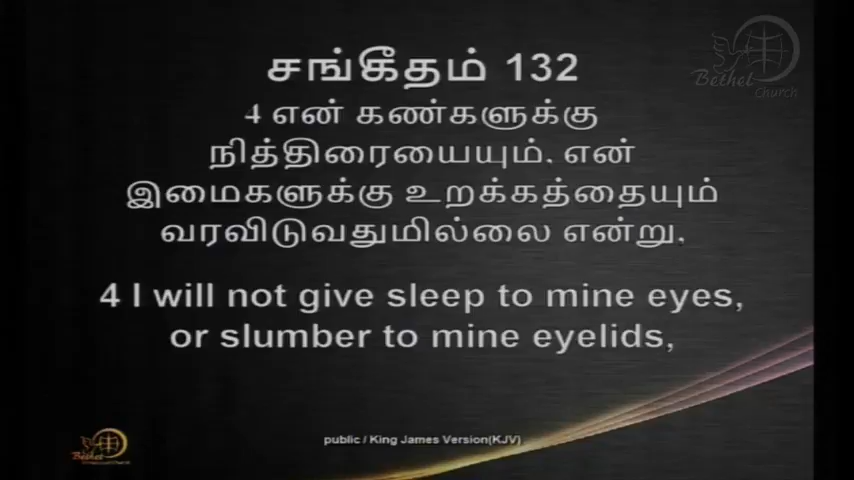 Bethel
Church
சங்கீதம் 132
4 என் கண்களுக்கு
நித்திரையையும், என்
இமைகளுக்கு உறக்கத்தையும்
வரவிடுவதுமில்லை என்று,
4 I will not give sleep to mine eyes,
or slumber to mine eyelids,
public / King James Version(KJV)
Bethel